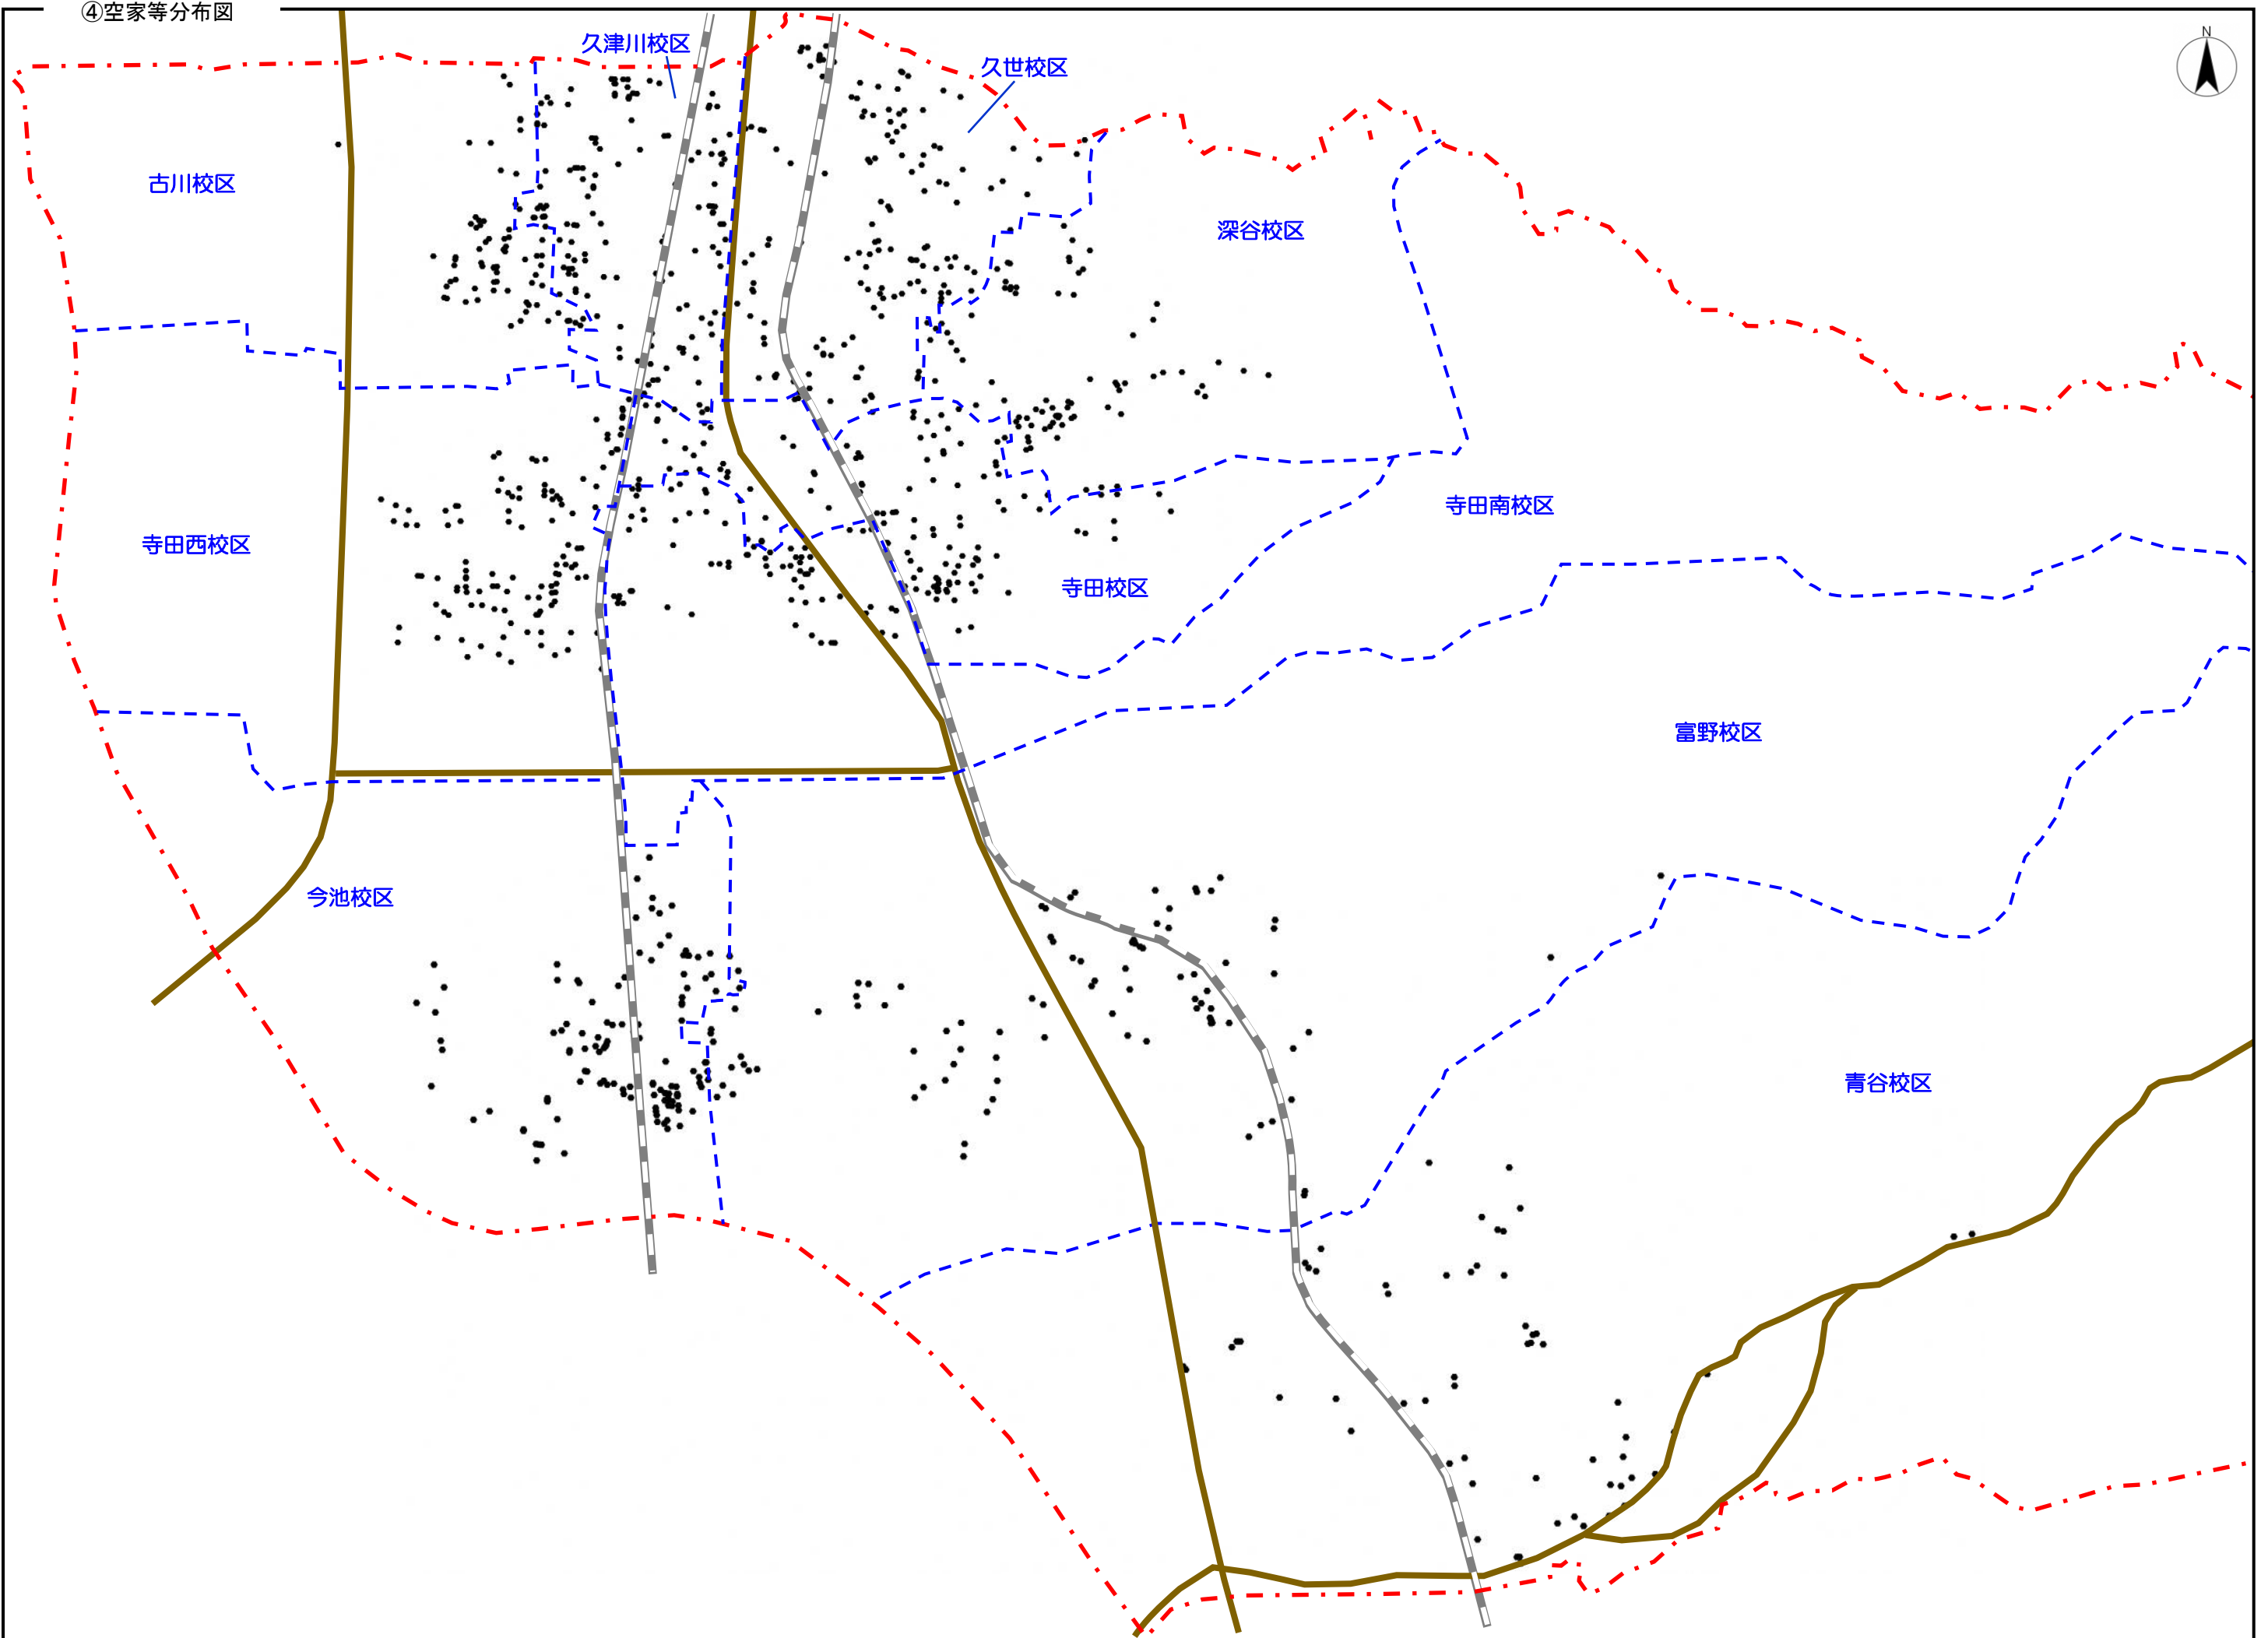 ④空家等分布図
N
久津川校区
久世校区
古川校区
深谷校区
寺田南校区
寺田西校区
寺田校区
富野校区
今池校区
青谷校区